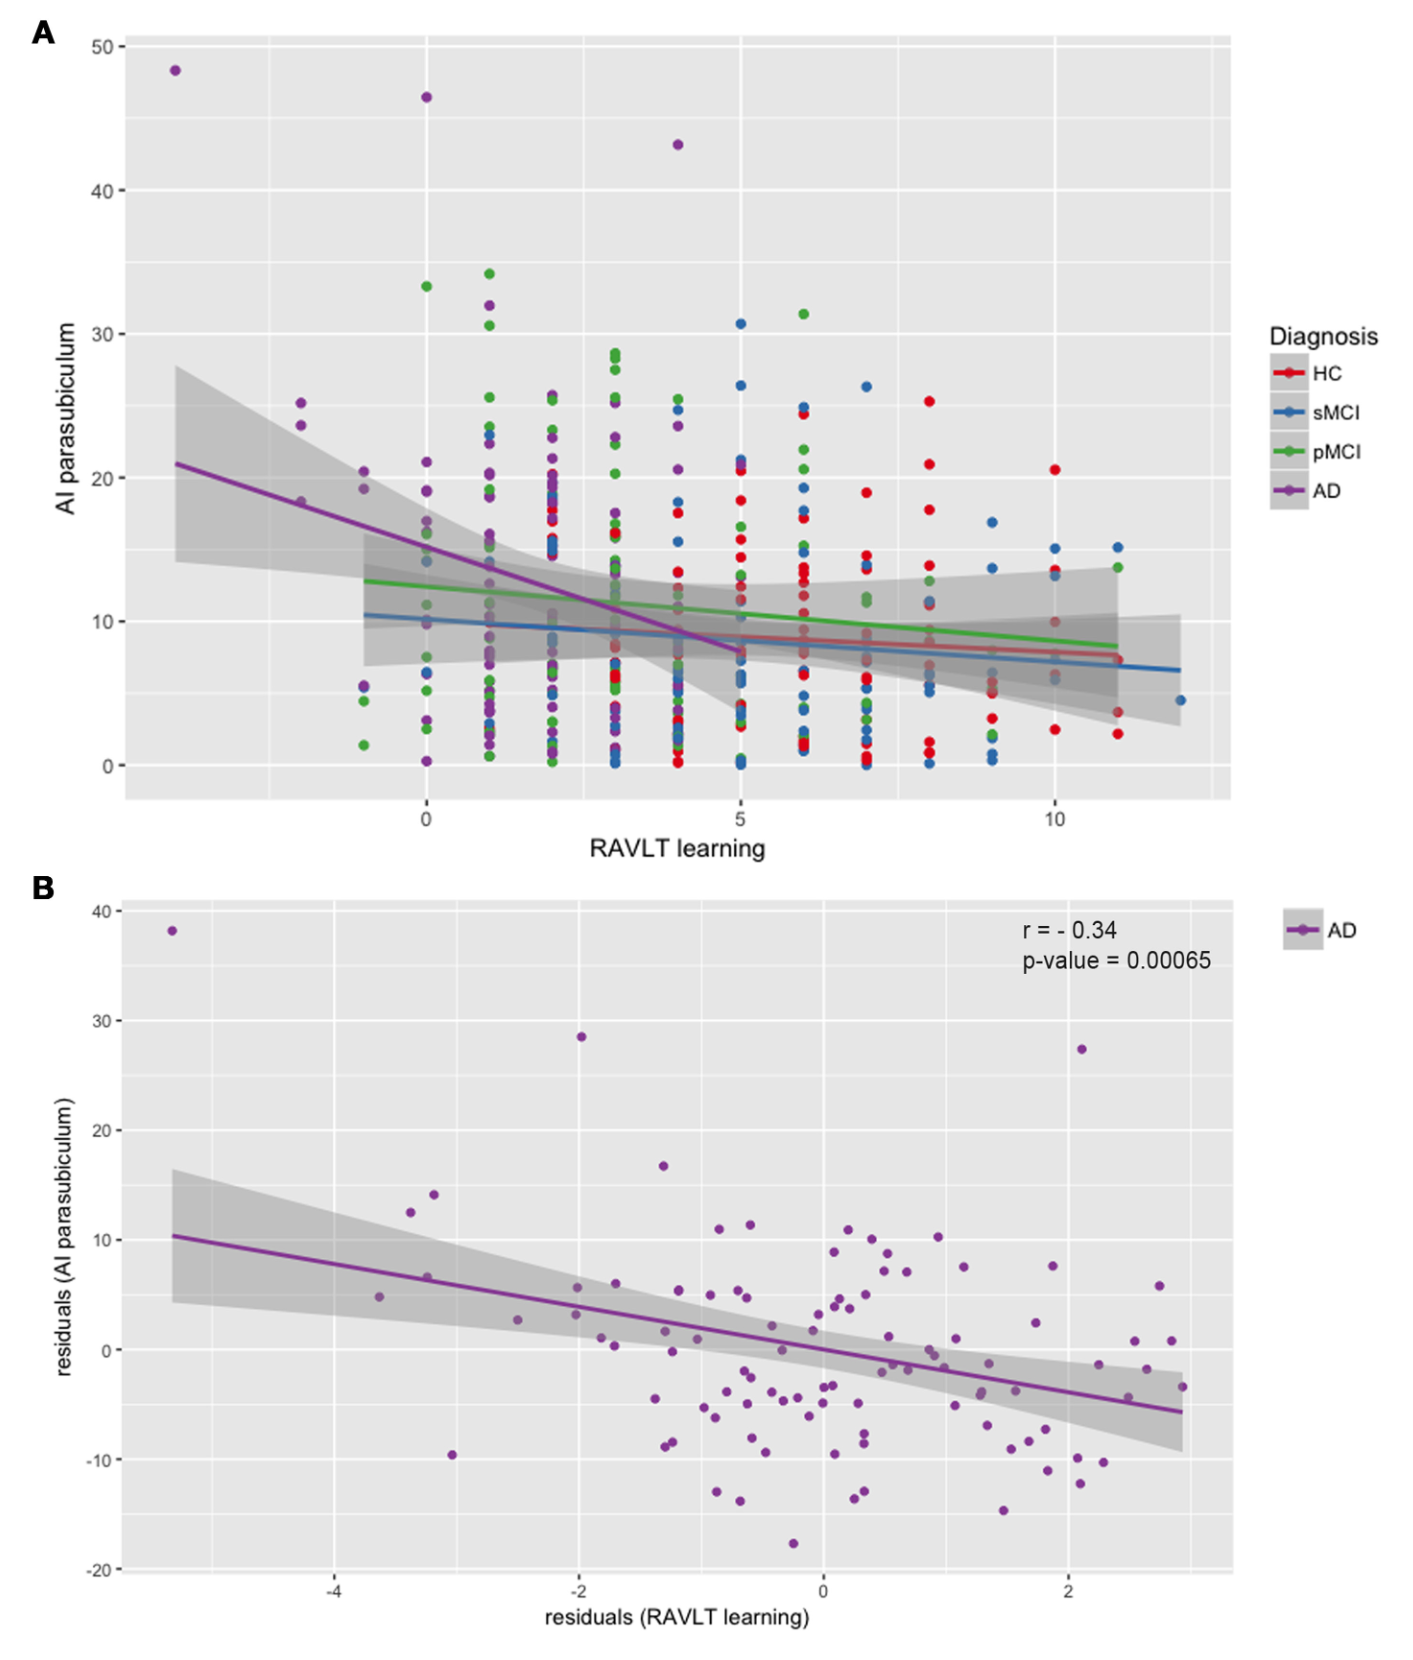 A
50
40
30
20
10
0
AI parasubiculum
0 5 10
RAVLT learning
Diagnosis
HC
sMCI
pMCI
AD
B
40
30
20
10
0
-10
-20
residuals (AI parasubiculum)
r = - 0.34
p-value = 0.00065
-4 -2 0 2
residuals (RAVLT learning)
AD